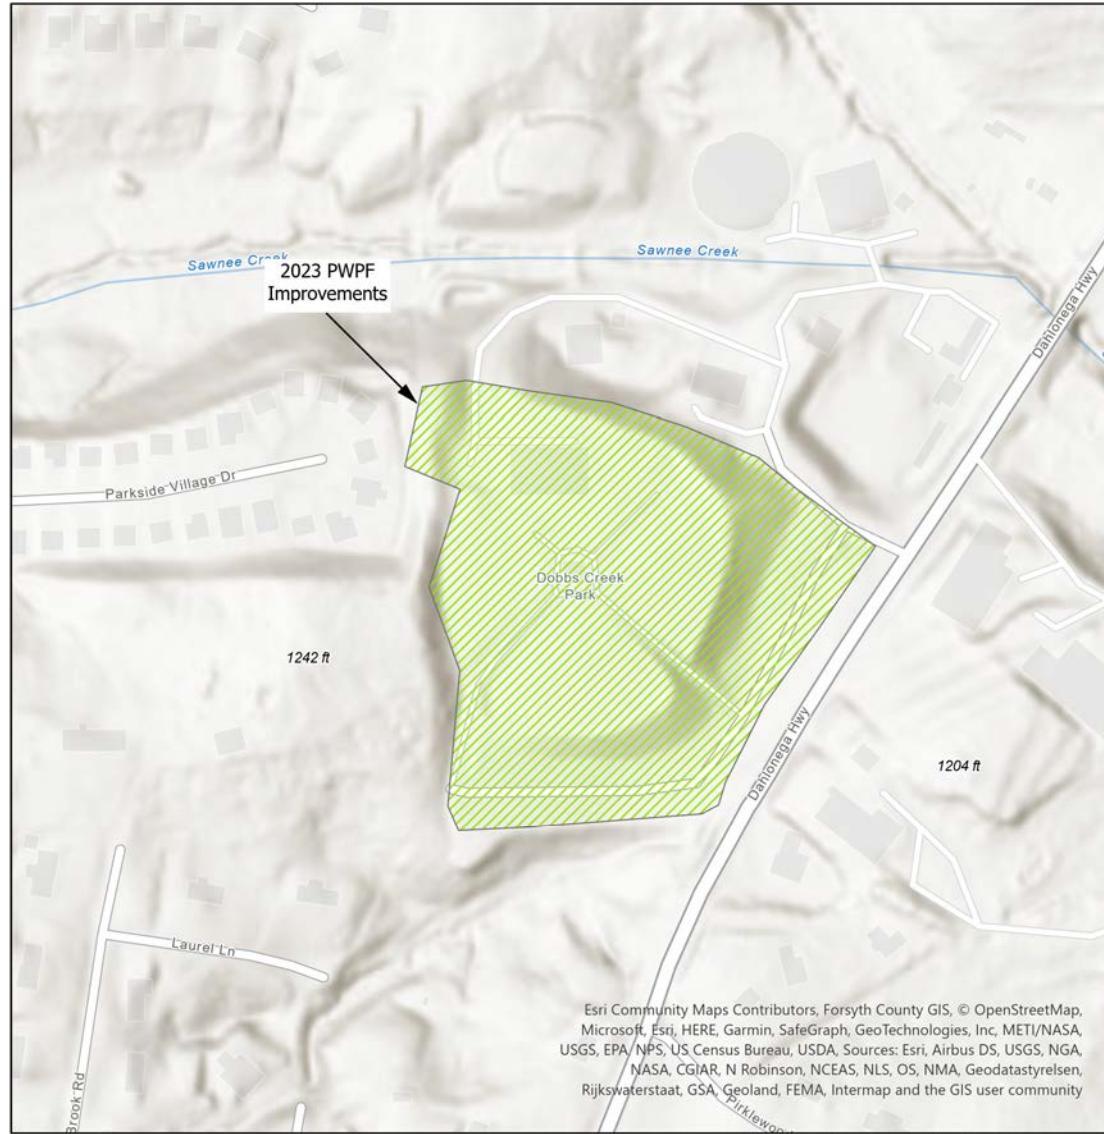 Sawnee Creek
Sawnee Creek
2023 PWPF
Improvements
Dahlonega Hwy
Parkside Village Dr
Dobbs Creek
Park
1242 ft
Dahlonega Hwy
1204 ft
Laurel Ln
Brook Rd
Esri Community Maps Contributors, Forsyth County GIS, © OpenStreetMap,
Microsoft, Esri, HERE, Garmin, SafeGraph, GeoTechnologies, Inc, METI/NASA,
USGS, EPA, NPS, US Census Bureau, USDA, Sources: Esri, Airbus DS, USGS, NGA,
NASA, CGIAR, N Robinson, NCEAS, NLS, OS, NMA, Geodatastyrelsen,
Rijkswaterstaat, GSA, Geoland, FEMA, Intermap and the GIS user community